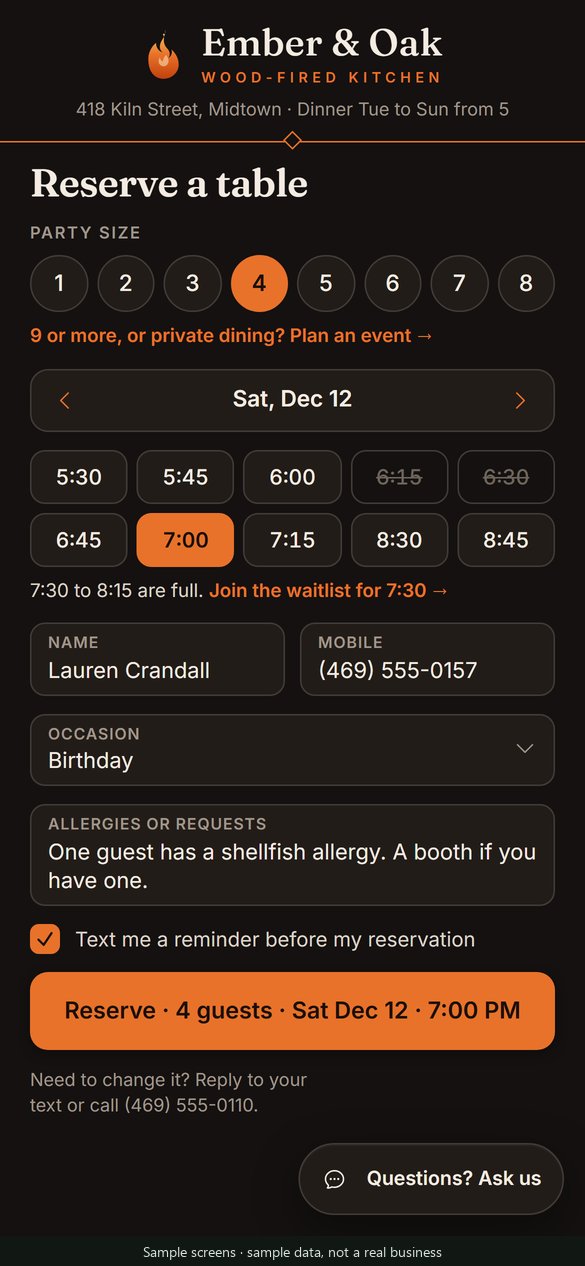 Ember & Oak
WOOD-FIRED KITCHEN
418 Kiln Street, Midtown · Dinner Tue to Sun from 5
Reserve a table
PARTY SIZE
1 2 3 4 5 6 7 8
9 or more, or private dining? Plan an event →
Sat, Dec 12
5:30 5:45 6:00 6:15 6:30
6:45 7:00 7:15 8:30 8:45
7:30 to 8:15 are full. Join the waitlist for 7:30 →
NAME
Lauren Crandall
MOBILE
(469) 555-0157
OCCASION
Birthday
ALLERGIES OR REQUESTS
One guest has a shellfish allergy. A booth if you
have one.
Text me a reminder before my reservation
Reserve · 4 guests · Sat Dec 12 · 7:00 PM
Need to change it? Reply to your
text or call (469) 555-0110.
Questions? Ask us
Sample screens · sample data, not a real business